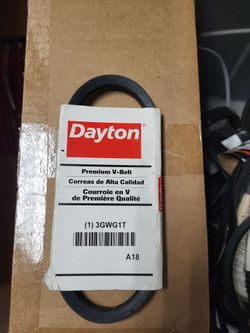 Dayton
Premium V-Belt
Correas de Alta Calidad
Courroie en V
de Première Qualité
(1) 3GWG1T
A18